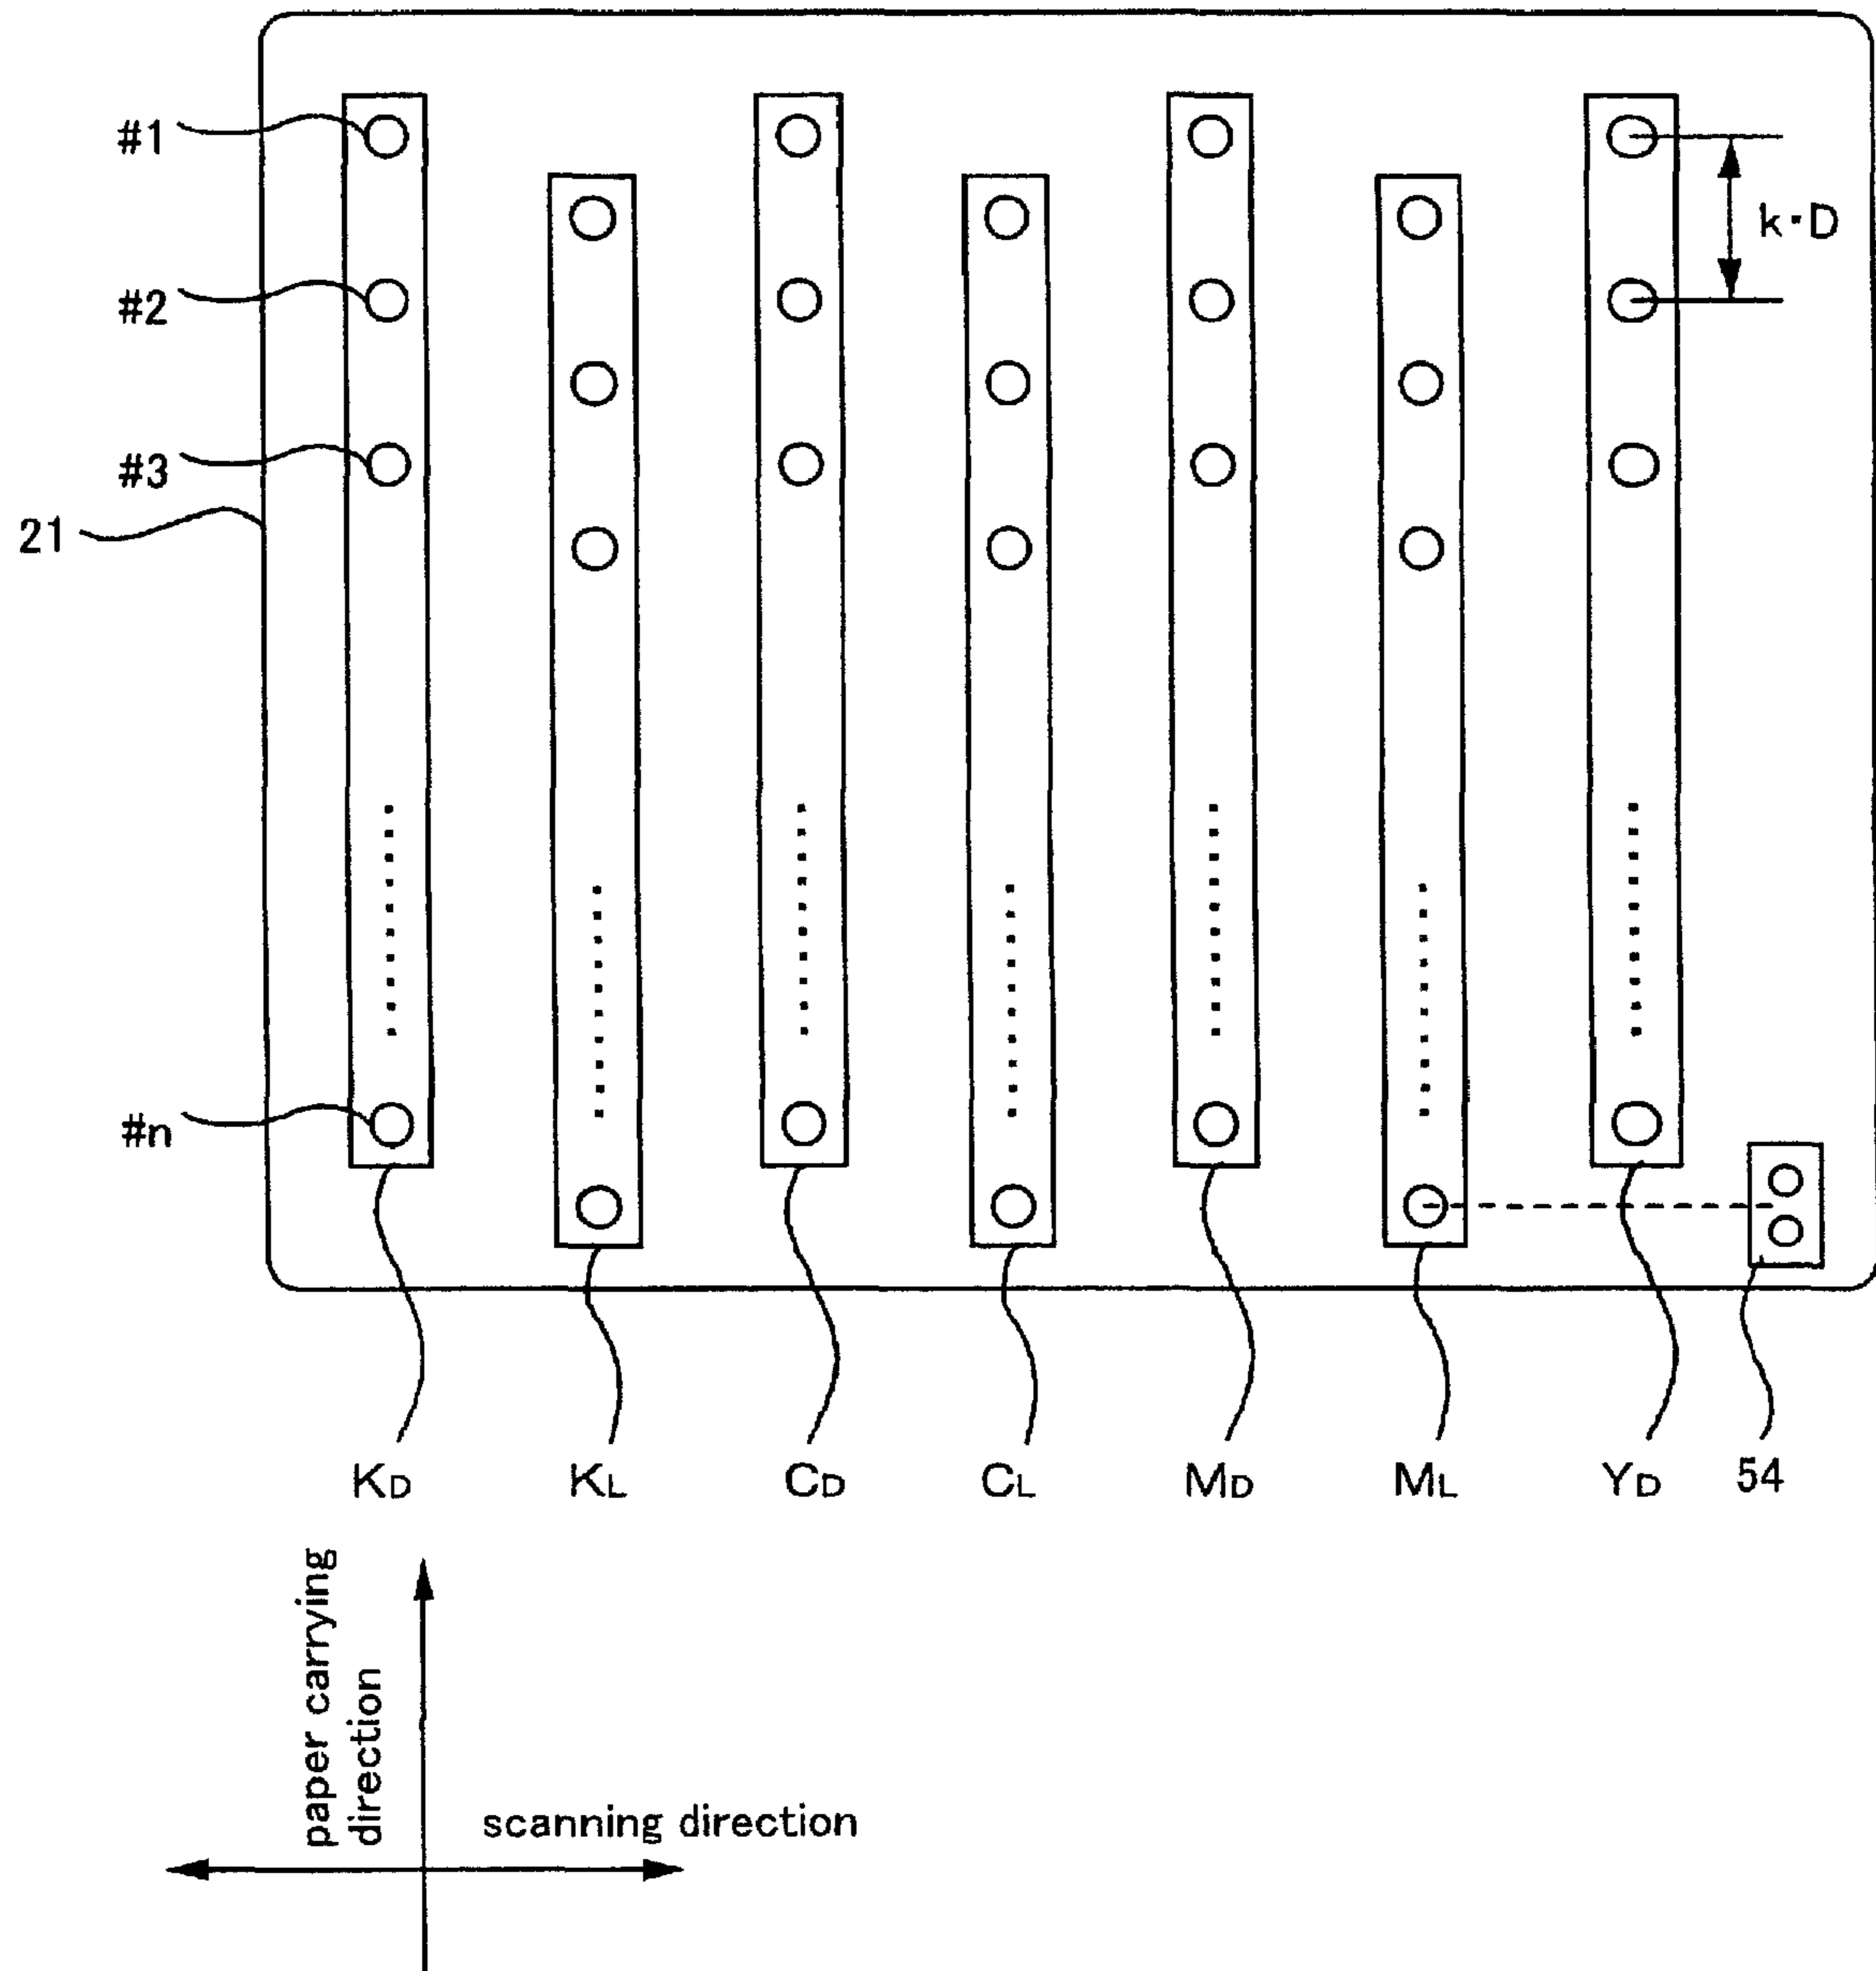 #1
k・D
#2
#3
21
#n
KD KL CD CL MD ML YD 54
paper carrying
direction
scanning direction